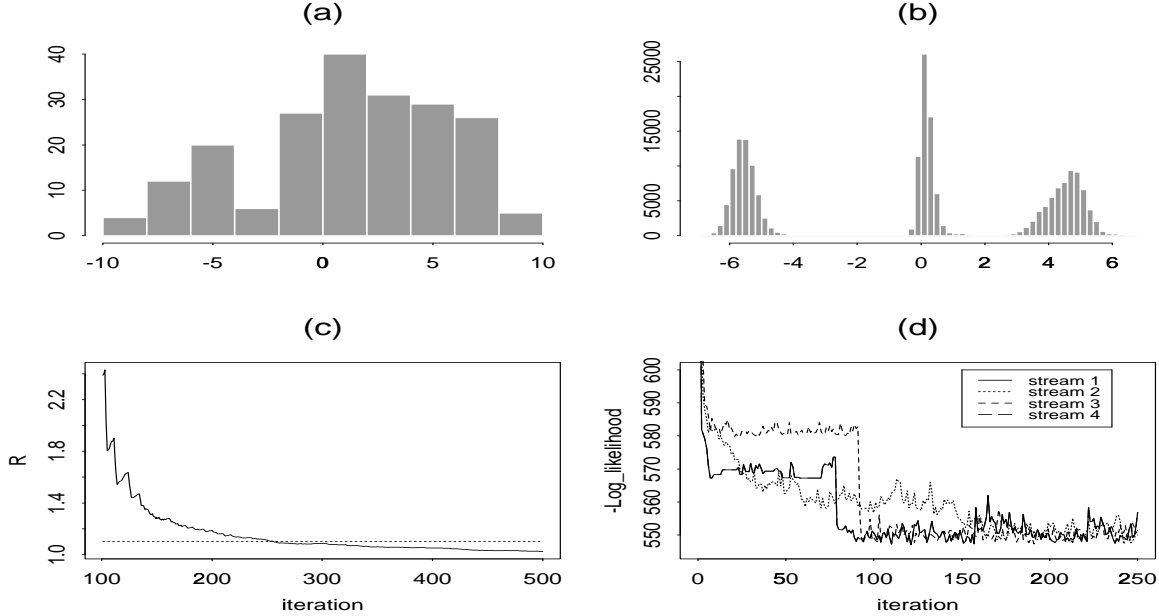 (a) (b)
40
30
20
10
0
-10 -5 0 5 10
25000
15000
5000
0
-6 -4 -2 0 2 4 6
(c) (d)
R
2.2
1.8
1.4
1.0
100 200 300 400 500
iteration
-Log_likelihood
600
590
580
570
560
550
stream 1
stream 2
stream 3
stream 4
0 50 100 150 200 250
iteration